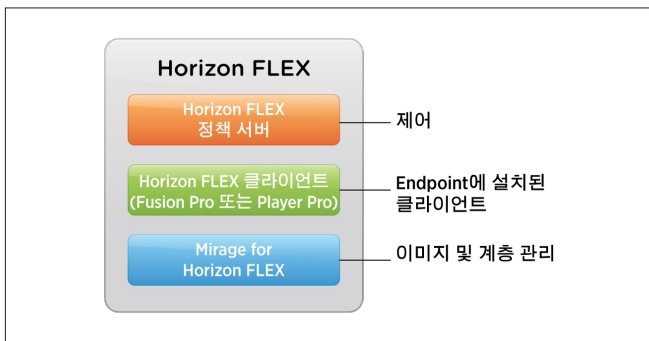 Horizon FLEX
Horizon FLEX
정책 서버
제어
Horizon FLEX 클라이언트
(Fusion Pro 또는 Player Pro)
Endpoint에 설치된
클라이언트
Mirage for
Horizon FLEX
이미지 및 계층 관리